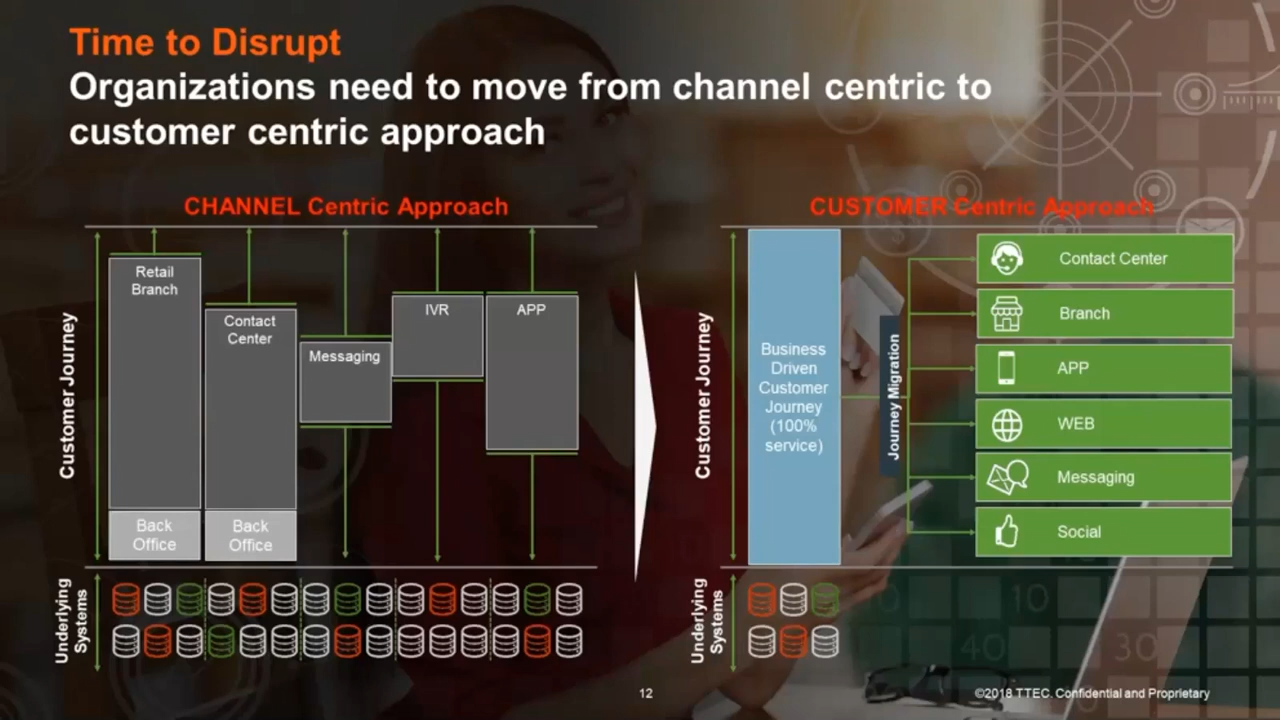 Time to Disrupt
Organizations need to move from channel centric to
customer centric approach
CHANNEL Centric Approach
Customer Journey
Retail
Branch
Back
Office
Contact
Center
Back
Office
Messaging
IVR
APP
Underlying
Systems
CUSTOMER Centric Approach
Customer Journey
Business
Driven
Customer
Journey
(100%
service)
Journey Migration
Contact Center
Branch
APP
WEB
Messaging
Social
Underlying
Systems
10
40
30
12
©2018 TTEC. Confidential and Proprietary